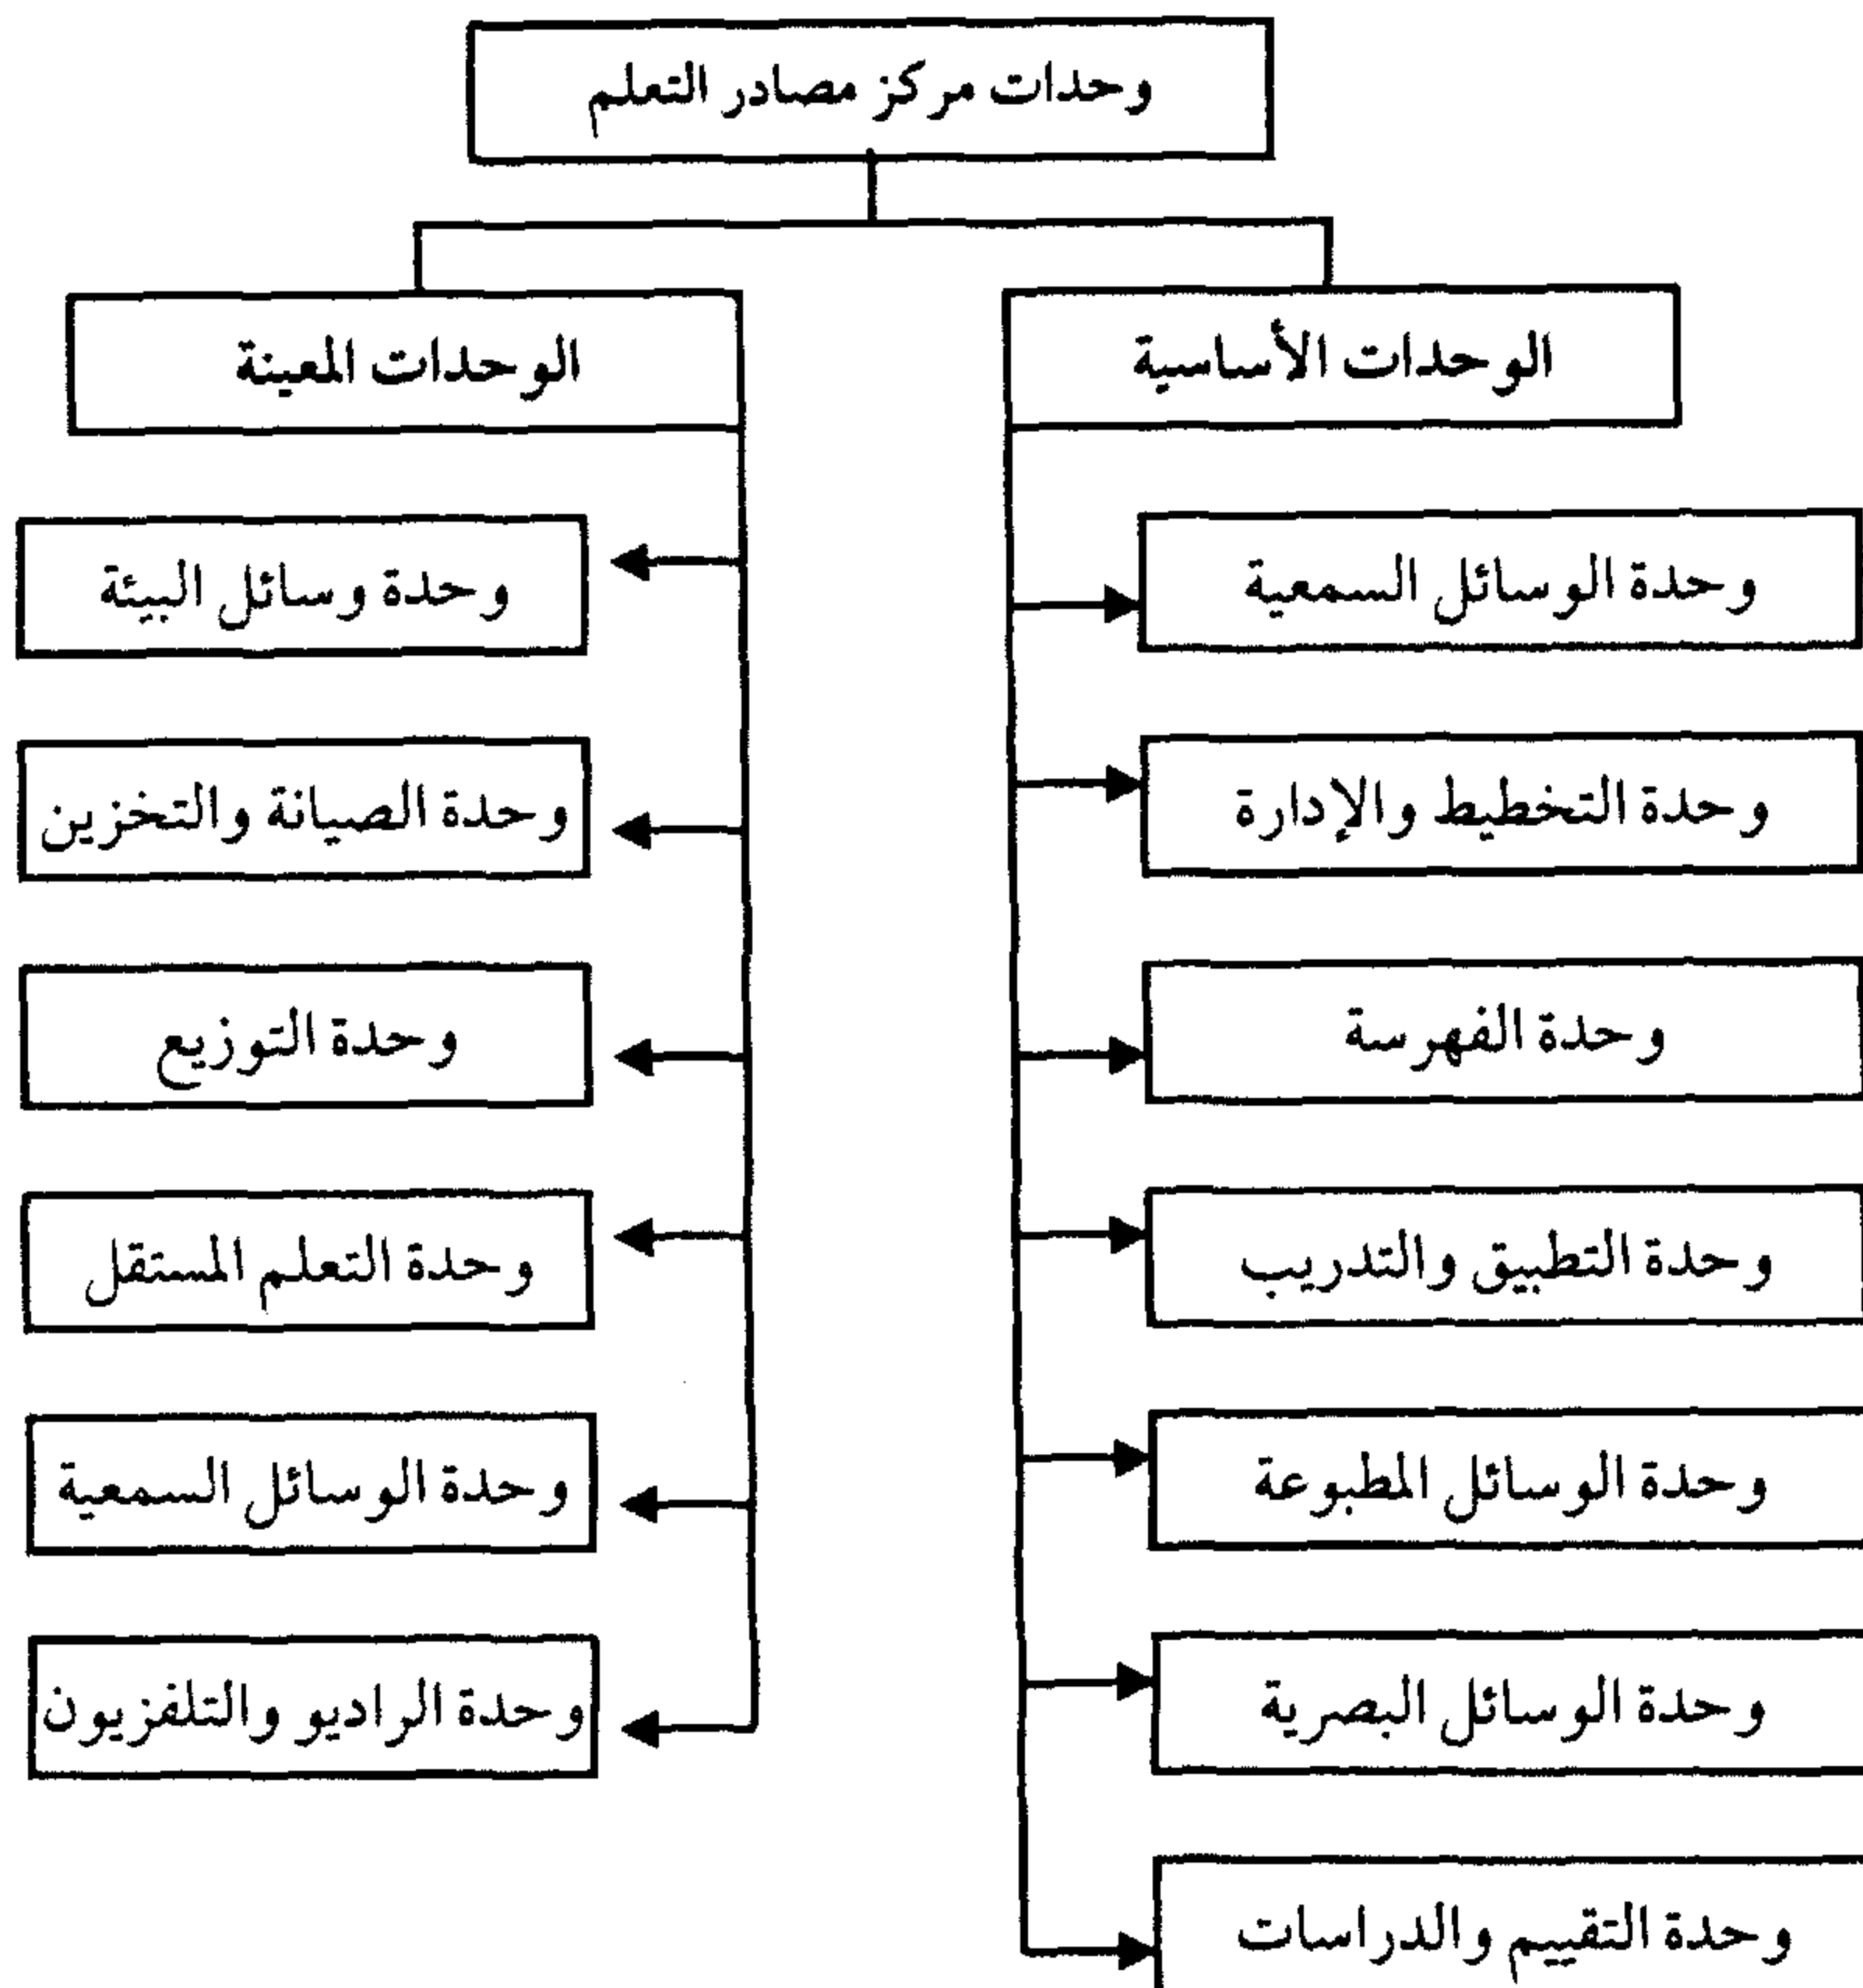 وحدات مركز مصادر التعلم
الوحدات الأساسية
وحدة الوسائل السمعية
وحدة التخطيط والإدارة
وحدة الفهرسة
وحدة التطبيق والتدريب
وحدة الوسائل المطبوعة
وحدة الوسائل البصرية
وحدة التقييم والدراسات
الوحدات المعينة
وحدة وسائل البيئة
وحدة الصيانة والتخزين
وحدة التوزيع
وحدة التعلم المستقل
وحدة الوسائل السمعية
وحدة الراديو والتلفزيون